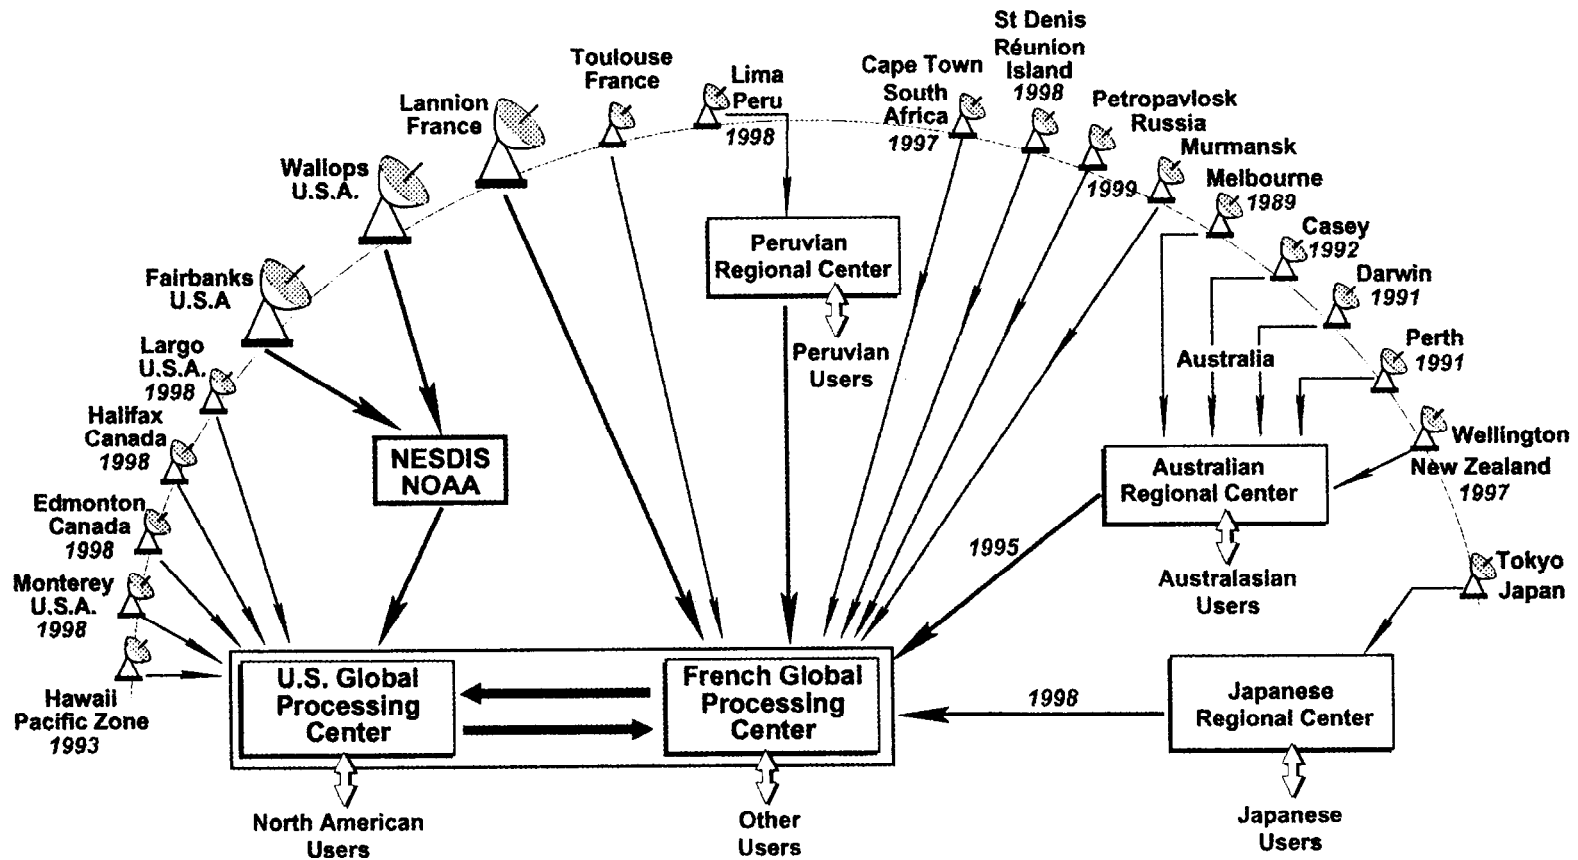 St Denis
Réunion
Island
1998
Toulouse
France
Lima
Peru
1998
Cape Town
South
Africa
1997
Petropavlosk
Russia
1999
Lannion
France
Murmansk
Wallops
U.S.A.
Melbourne
1989
Casey
1992
Fairbanks
U.S.A
Peruvian
Regional Center
Darwin
1991
Largo
U.S.A.
1998
Peruvian
Users
Australia
Perth
1991
Halifax
Canada
1998
NESDIS
NOAA
Australian
Regional Center
Wellington
New Zealand
1997
Edmonton
Canada
1998
1995
Australasian
Users
Tokyo
Japan
Monterey
U.S.A.
1998
Hawaii
Pacific Zone
1993
U.S. Global
Processing
Center
French Global
Processing
Center
1998
Japanese
Regional Center
North American
Users
Other
Users
Japanese
Users